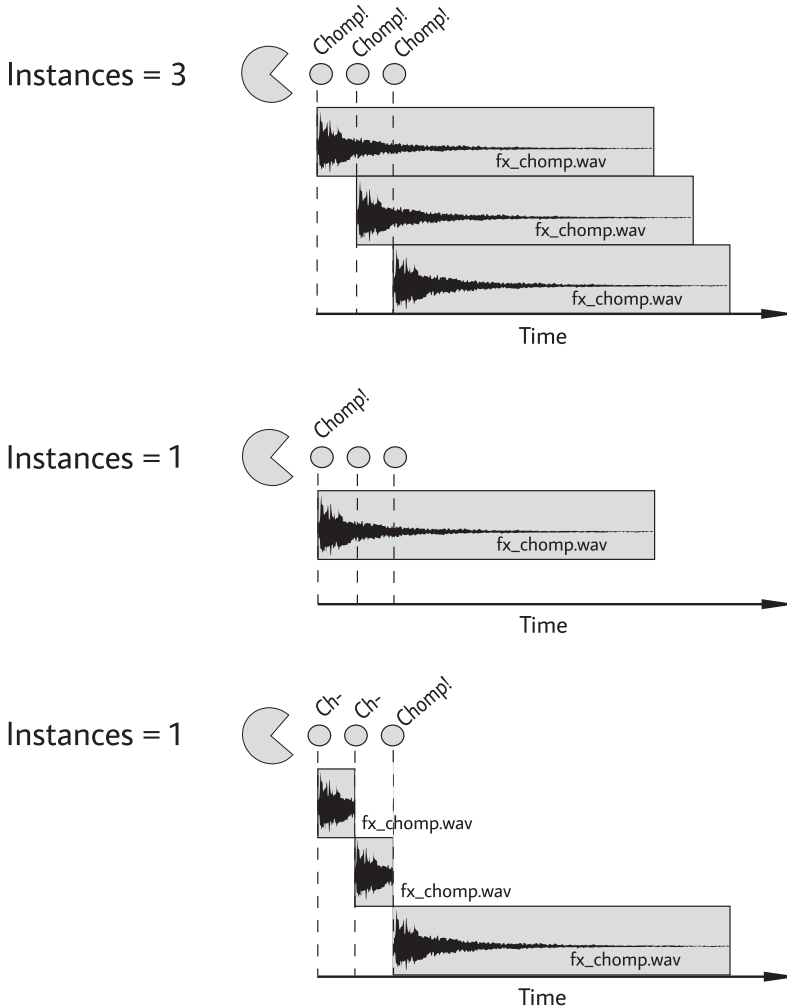 Chomp!
Chomp!
Chomp!
Instances = 3
fx_chomp.wav
fx_chomp.wav
fx_chomp.wav
Time
Chomp!
Instances = 1
fx_chomp.wav
Time
Ch-
Ch-
Chomp!
Instances = 1
fx_chomp.wav
fx_chomp.wav
fx_chomp.wav
Time